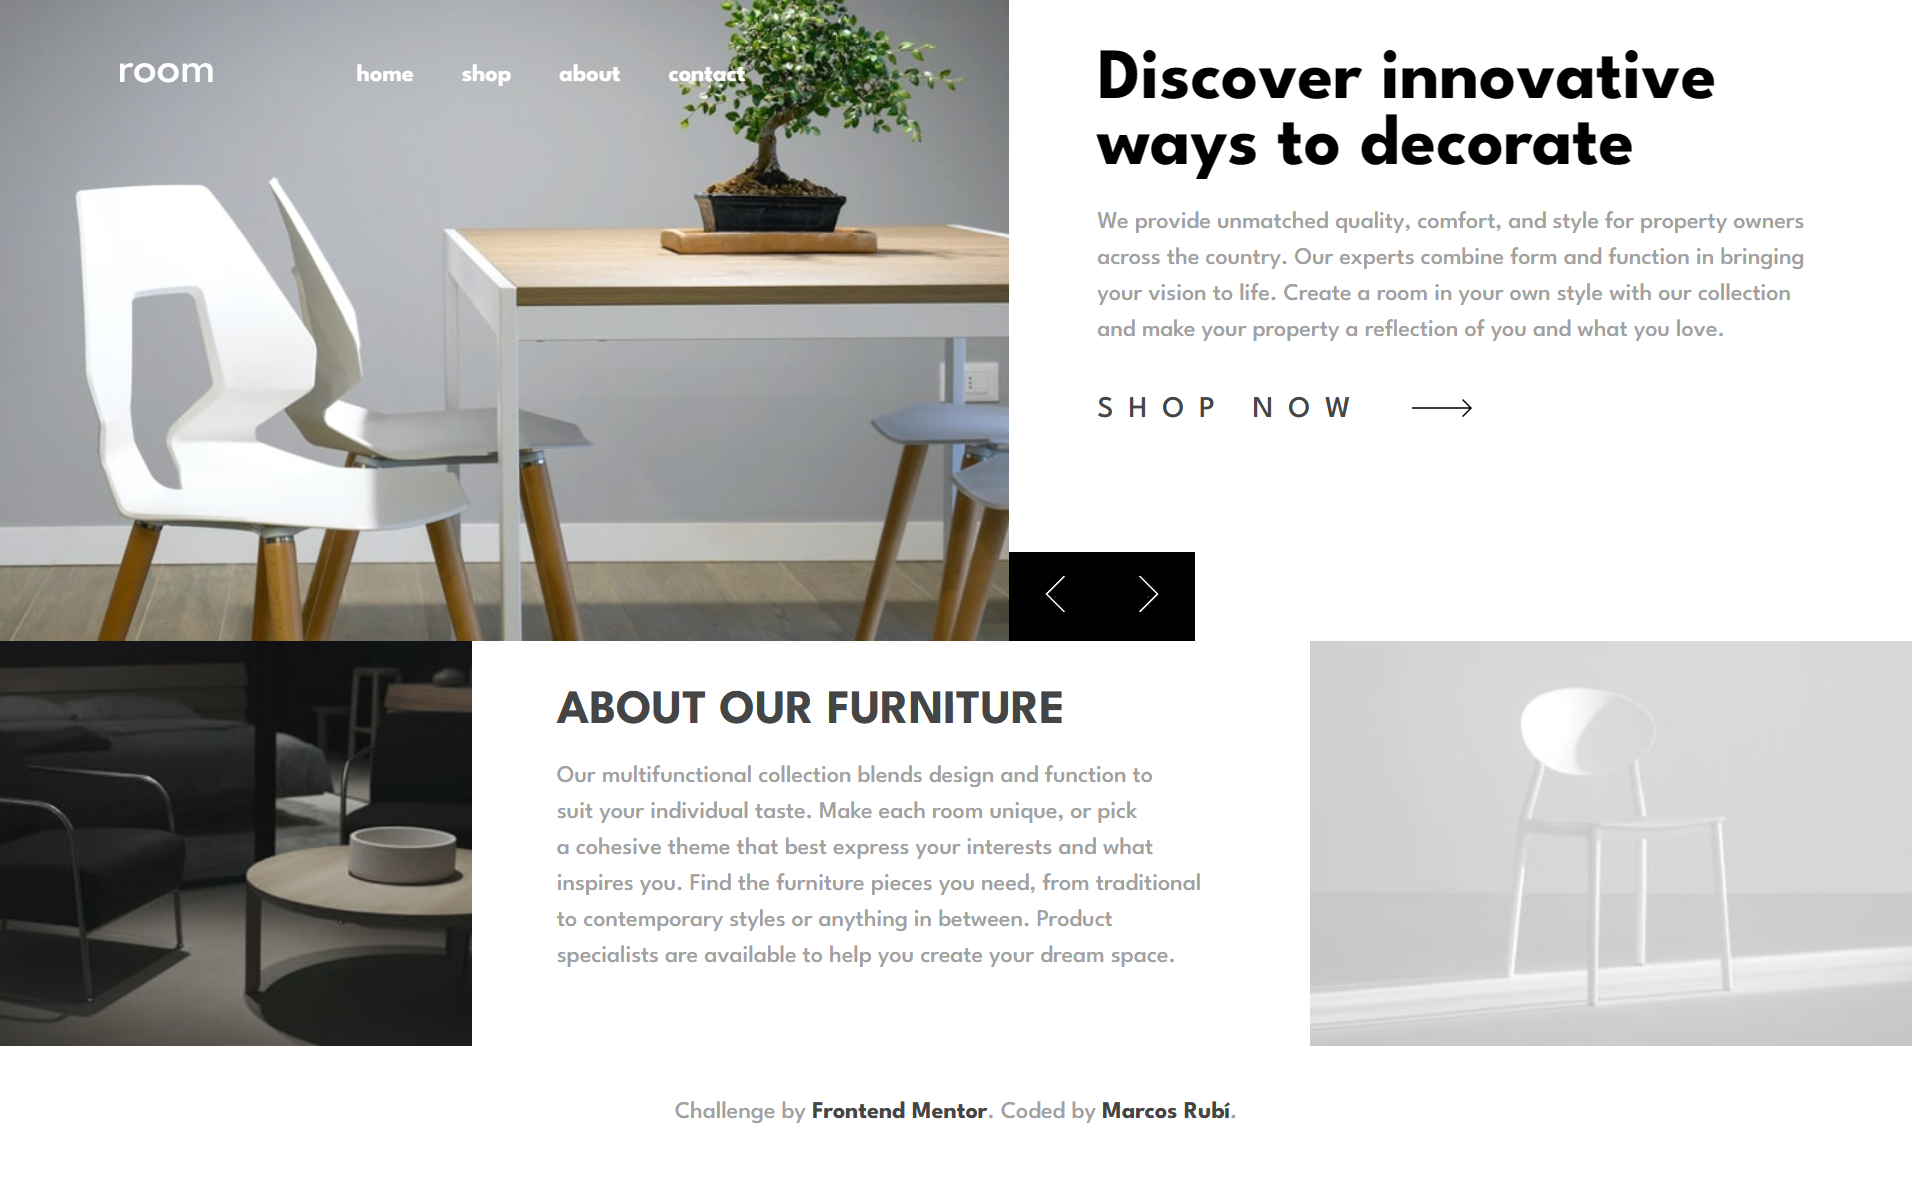 room
home shop about contact
Discover innovative
ways to decorate
We provide unmatched quality, comfort, and style for property owners
across the country. Our experts combine form and function in bringing
your vision to life. Create a room in your own style with our collection
and make your property a reflection of you and what you love.
SHOP NOW
ABOUT OUR FURNITURE
Our multifunctional collection blends design and function to
suit your individual taste. Make each room unique, or pick
a cohesive theme that best express your interests and what
inspires you. Find the furniture pieces you need, from traditional
to contemporary styles or anything in between. Product
specialists are available to help you create your dream space.
Challenge by Frontend Mentor. Coded by Marcos Rubí.